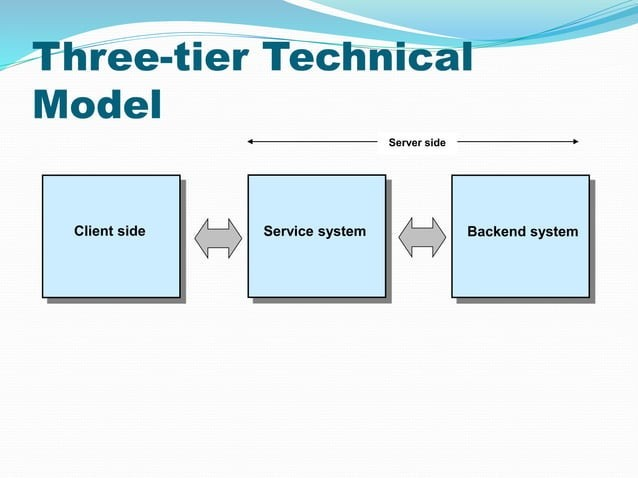 Three-tier Technical
Model
Server side
Client side
Service system
Backend system